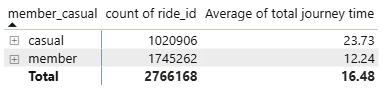 member_casual count of ride_id Average of total journey time
casual 1020906 23.73
member 1745262 12.24
Total 2766168 16.48